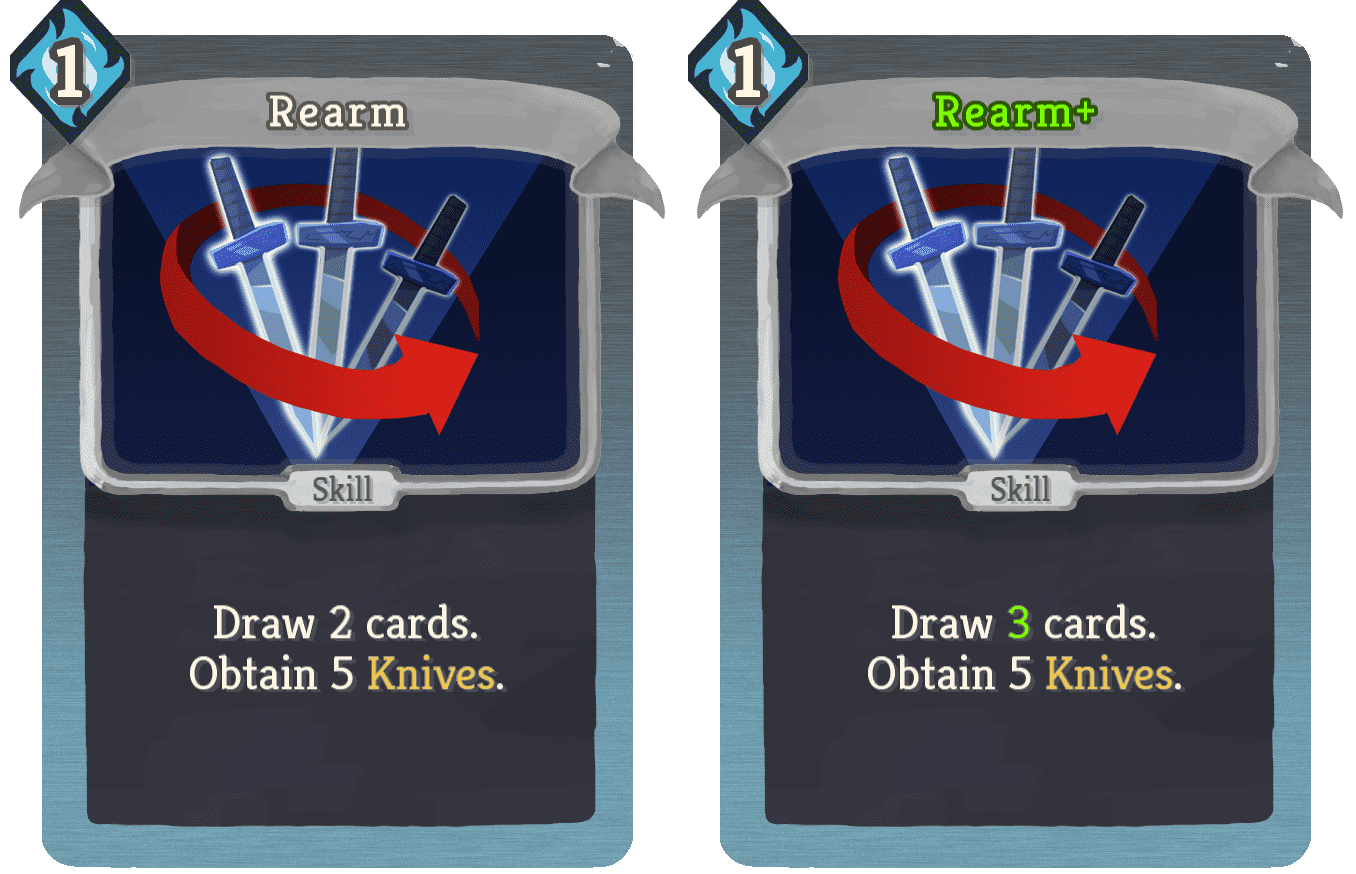 1
Rearm
Skill
Draw 2 cards.
Obtain 5 Knives.
1
Rearm+
Skill
Draw 3 cards.
Obtain 5 Knives.